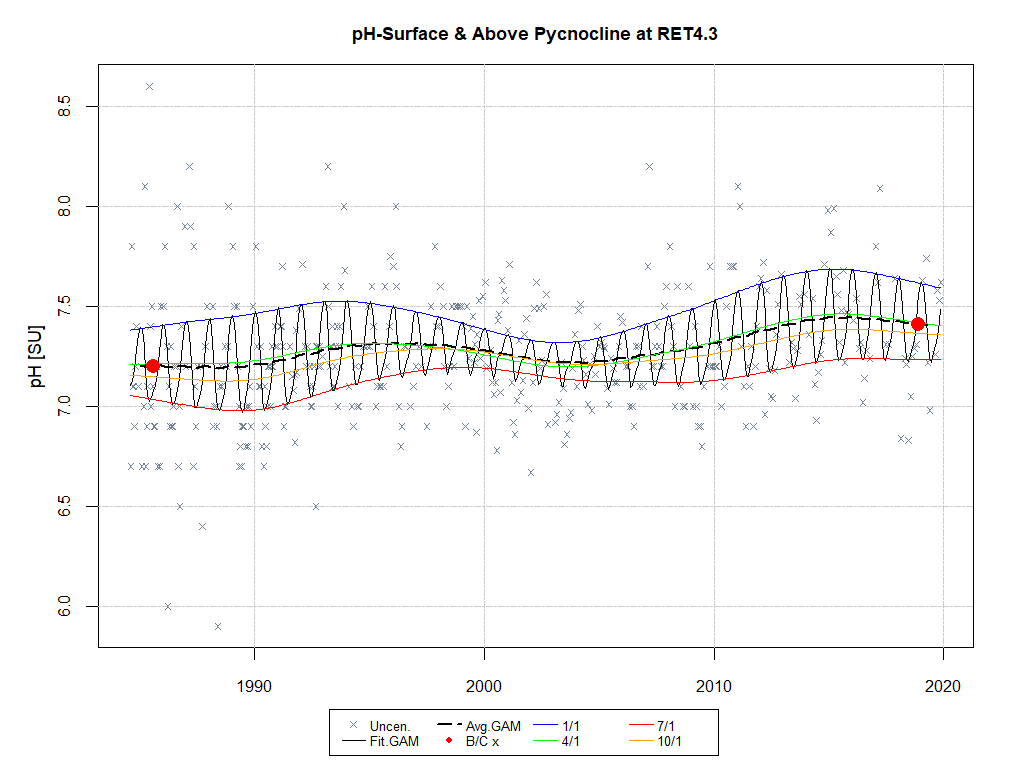 pH-Surface & Above Pycnocline at RET4.3
pH [SU]
8.5
8.0
7.5
7.0
6.5
6.0
1990 2000 2010 2020
Uncen. Avg.GAM 1/1 7/1
Fit.GAM B/C x 4/1 10/1